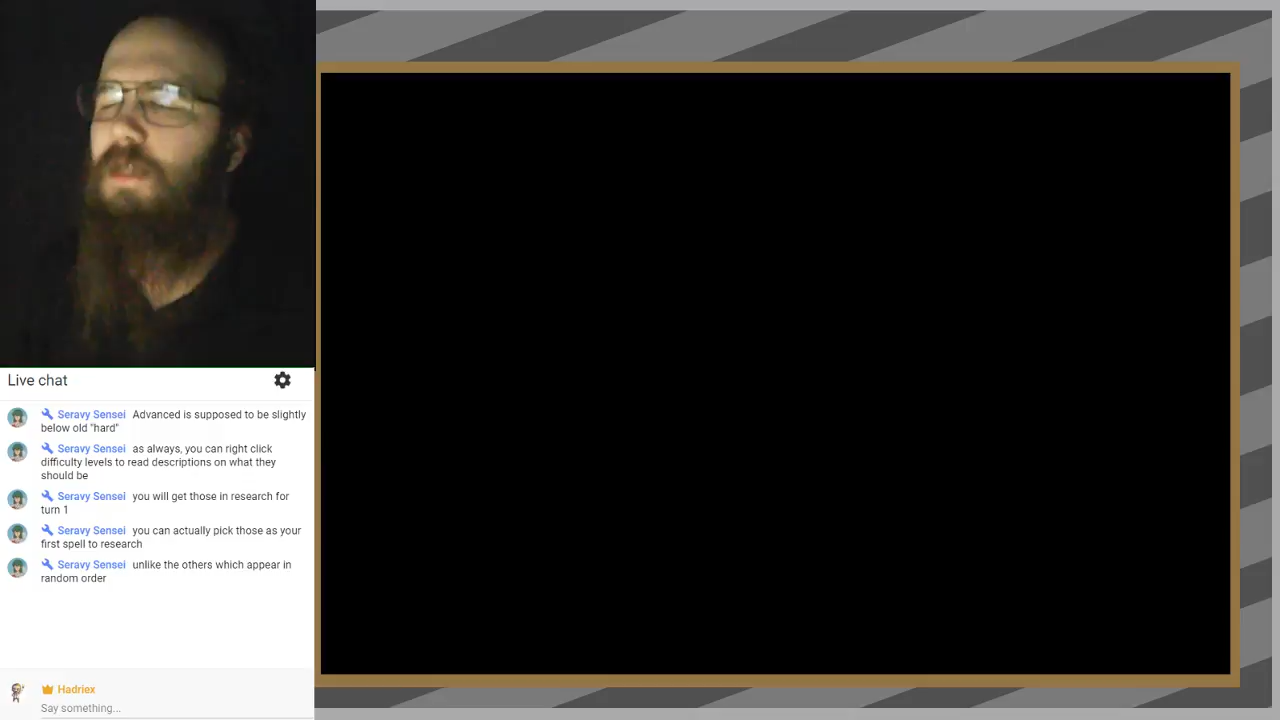 Live chat
Seravy Sensei Advanced is supposed to be slightly
below old "hard"
Seravy Sensei as always, you can right click
difficulty levels to read descriptions on what they
should be
Seravy Sensei you will get those in research for
turn 1
Seravy Sensei you can actually pick those as your
first spell to research
Seravy Sensei unlike the others which appear in
random order
Hadriex
Say something...